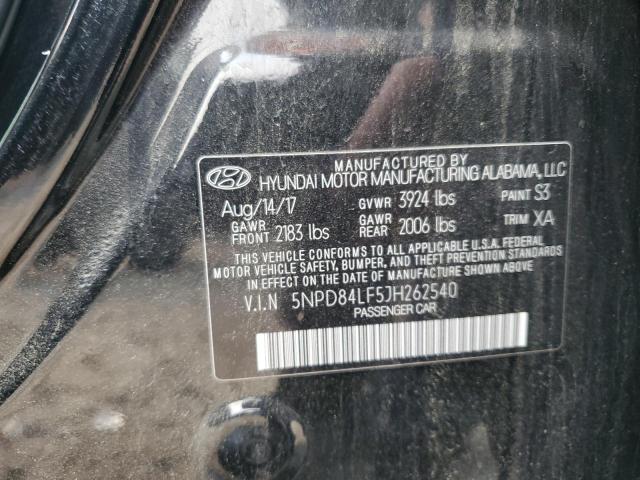 MANUFACTURED BY
HYUNDAI MOTOR MANUFACTURING ALABAMA, LLC
Aug/14/17 GVWR 3924 lbs PAINT S3
GAWR FRONT 2183 lbs GAWR REAR 2006 lbs TRIM XA
THIS VEHICLE CONFORMS TO ALL APPLICABLE U.S.A. FEDERAL
MOTOR VEHICLE SAFETY, BUMPER, AND THEFT PREVENTION
STANDARDS IN EFFECT ON THE DATE OF MANUFACTURE SHOWN ABOVE.
V.I.N 5NPD84LF5JH262540
PASSENGER CAR